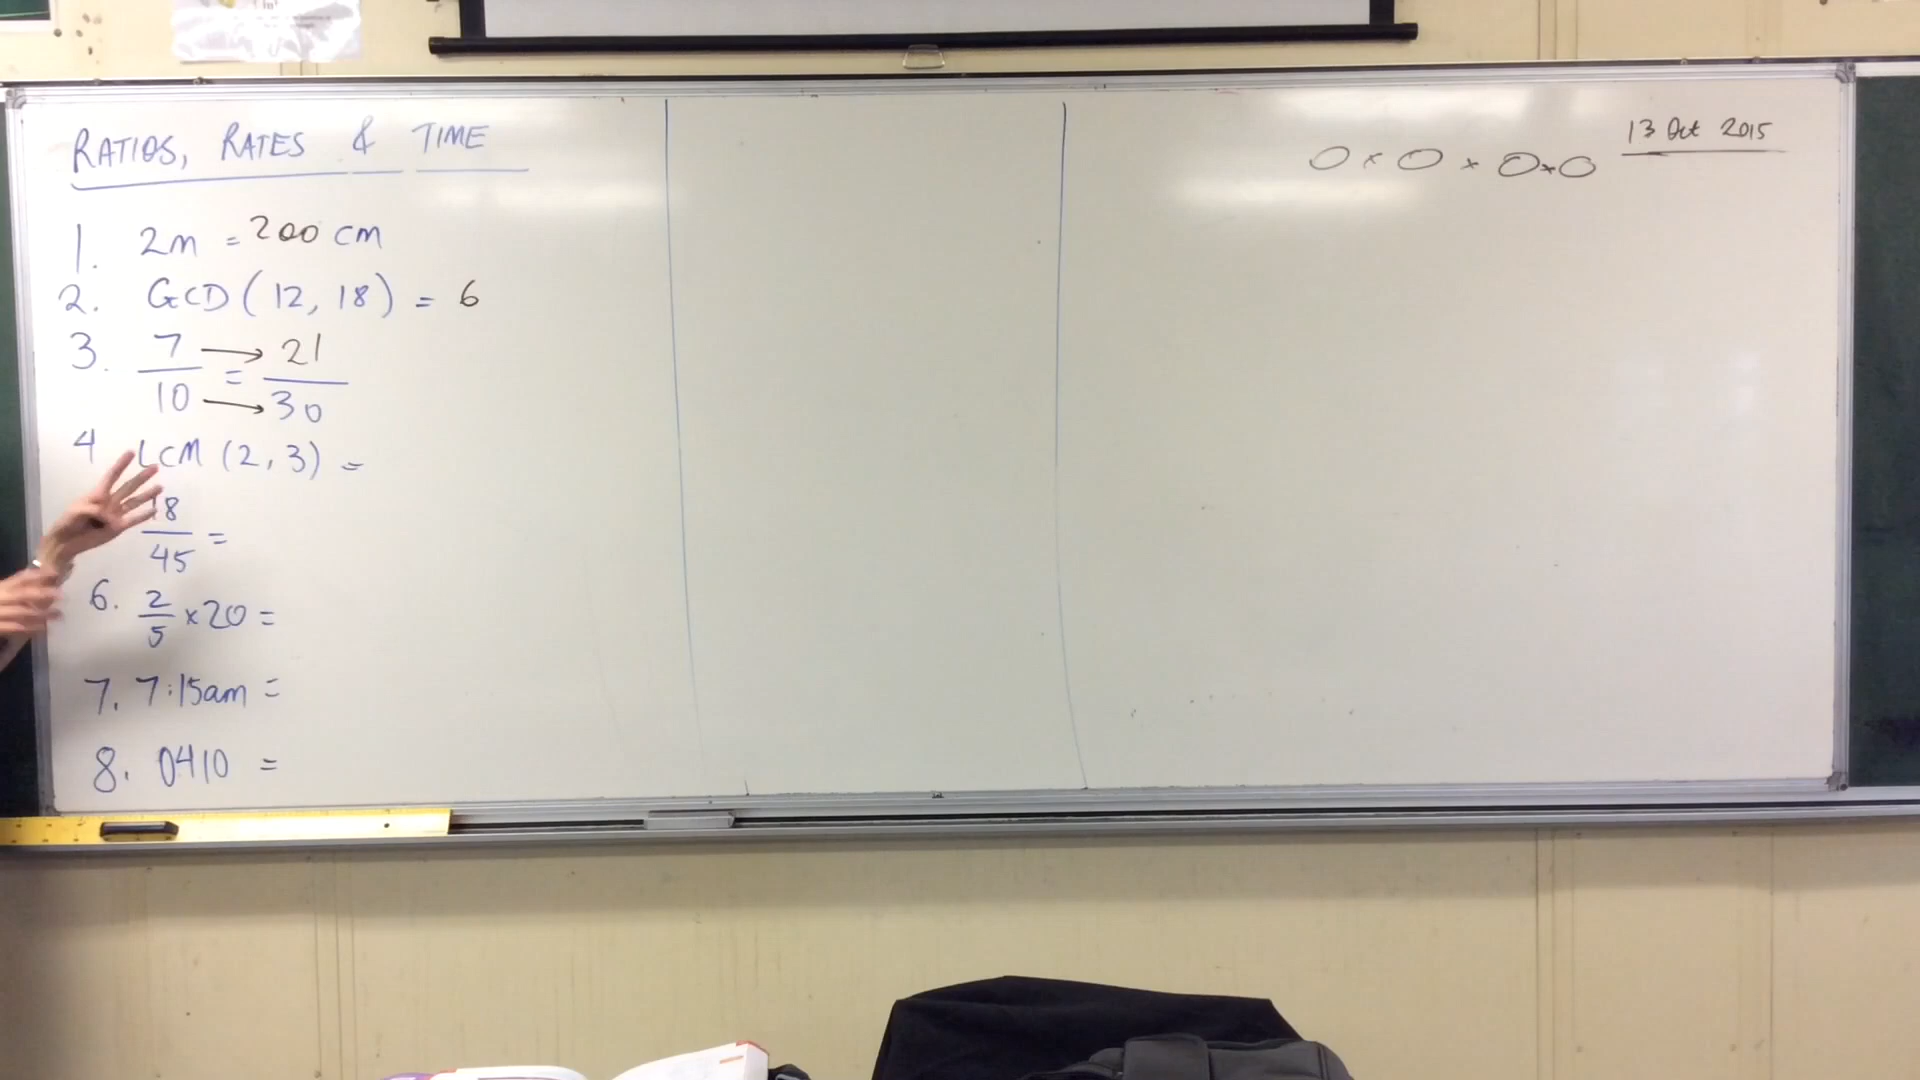 RATIOS, RATES & TIME
1. 2m = 200 cm
2. GCD (12, 18) = 6
3. 7/10 → = → 21/30
4 LCM (2, 3) =
18/45 =
6. 2/5 × 20 =
7. 7:15am =
8. 0410 =
13 Oct 2015
O × O × O × O